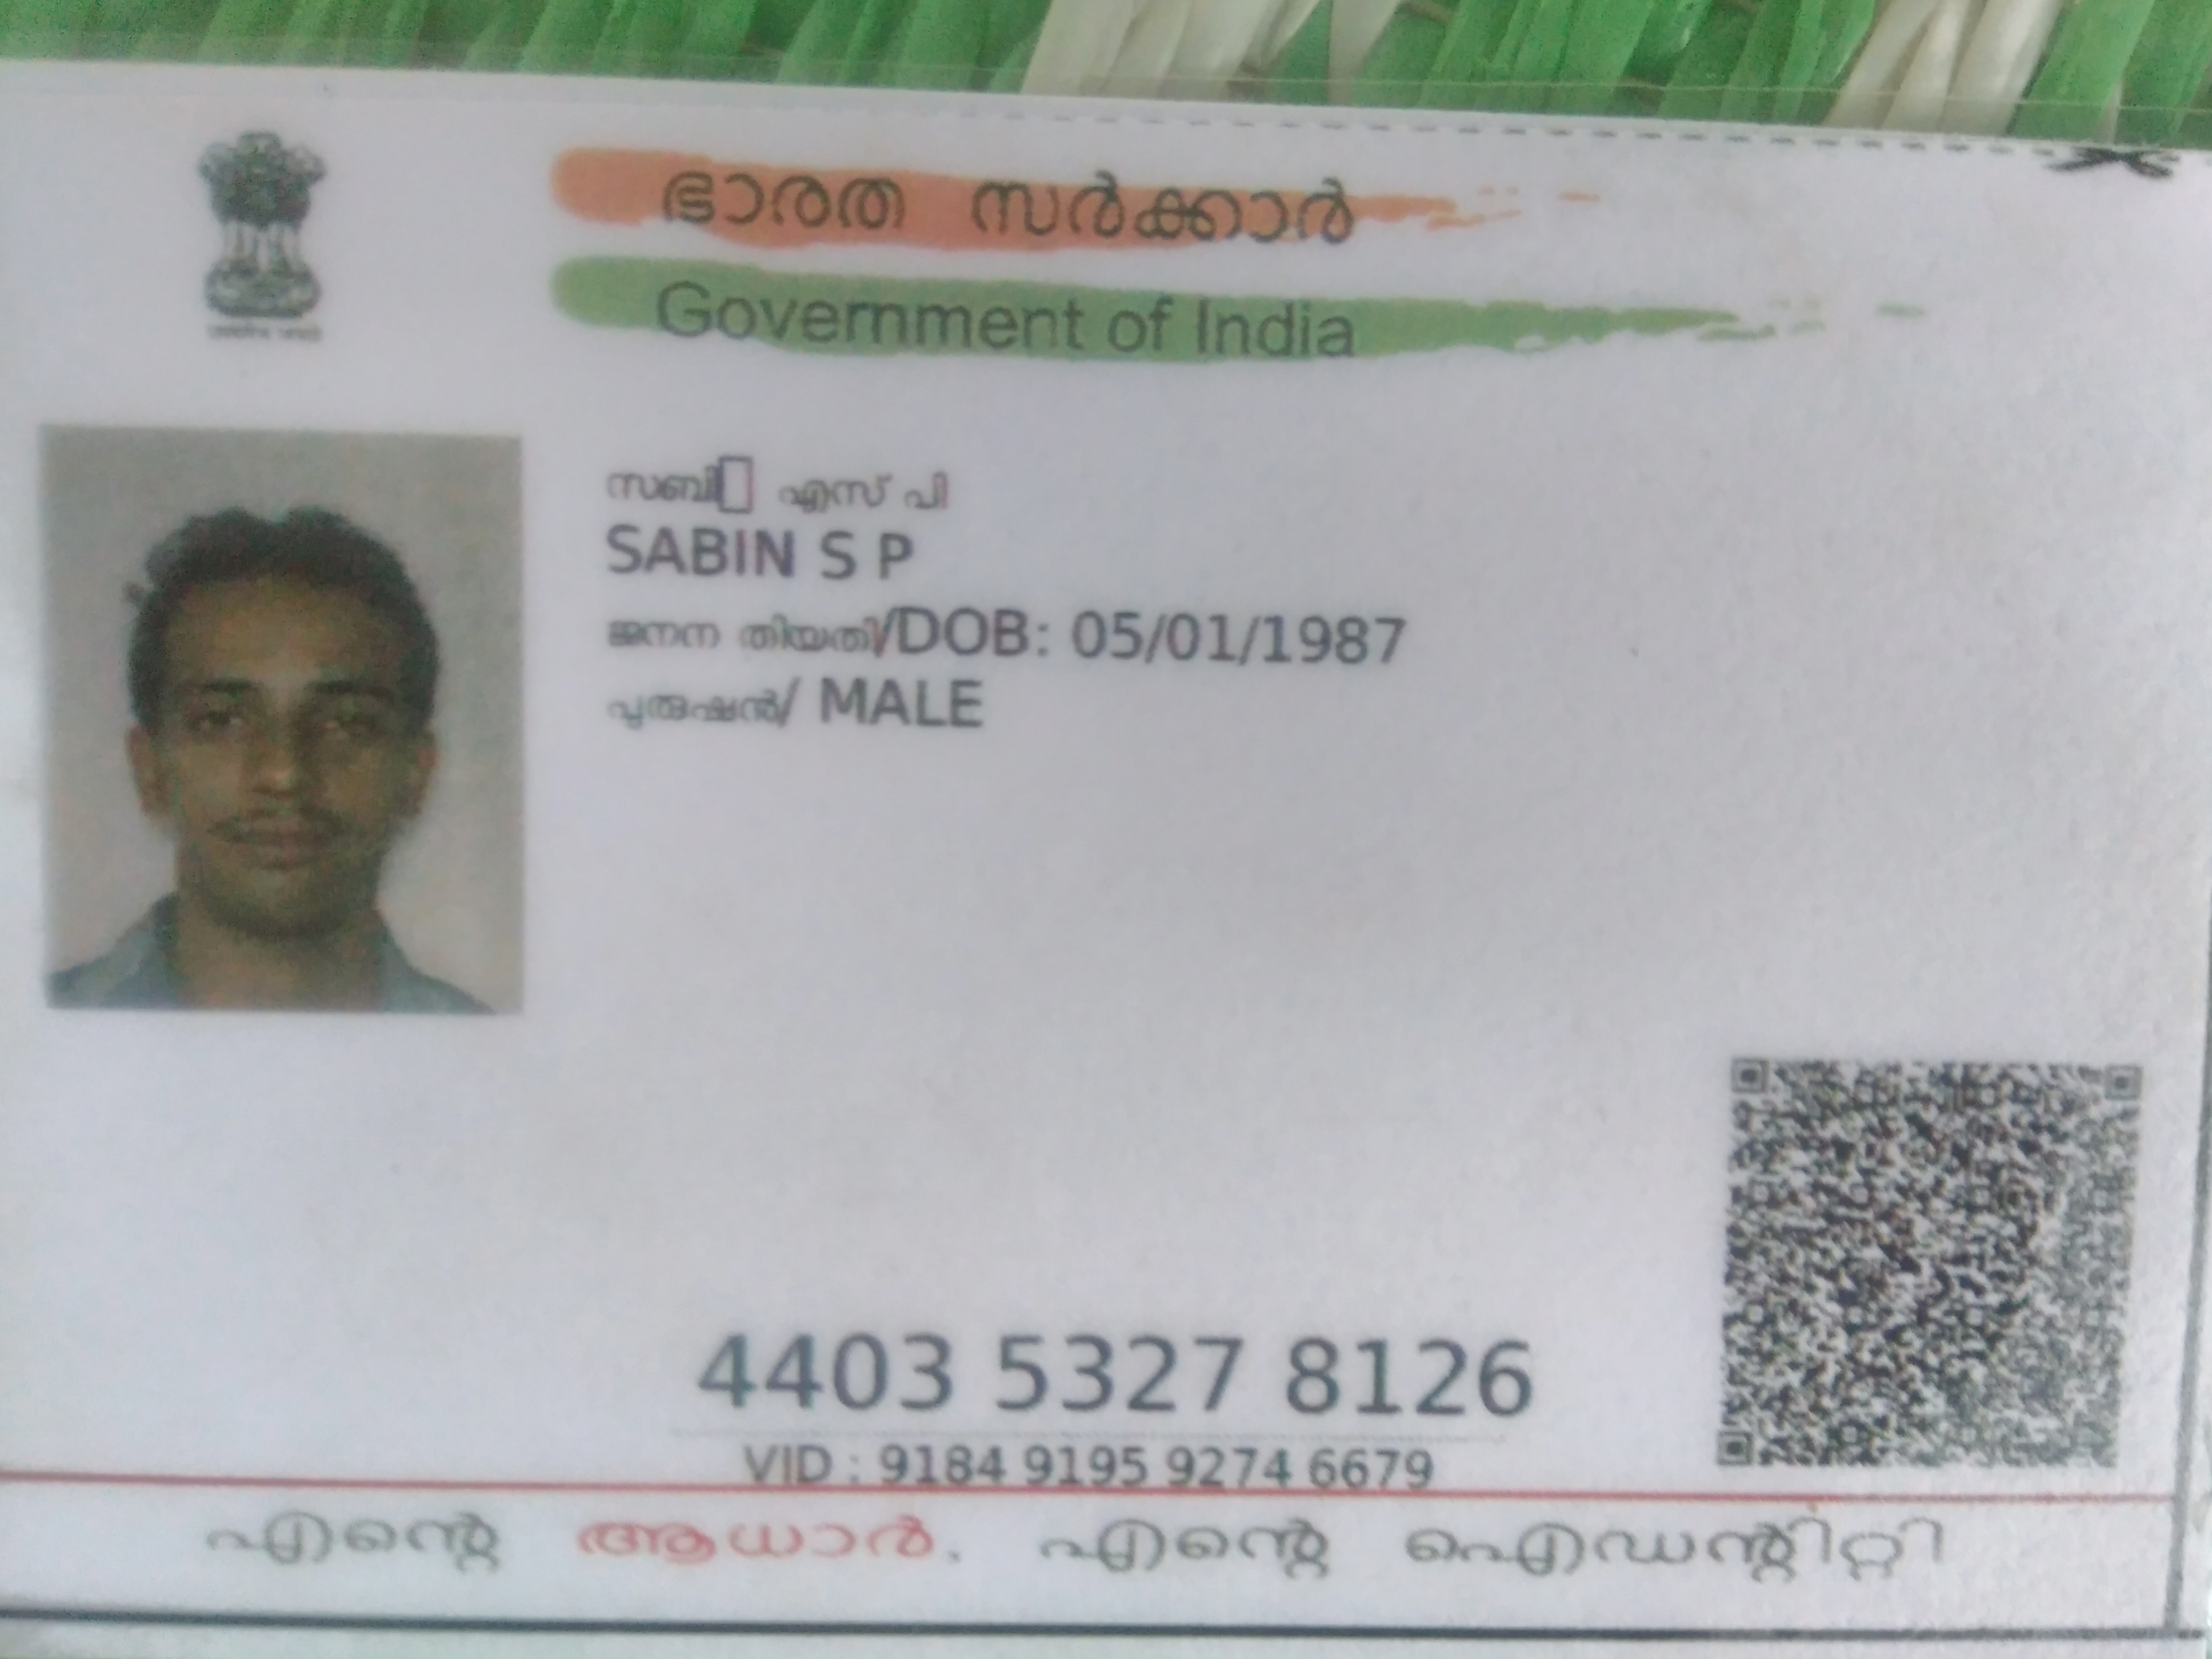 ഭാരത സർക്കാർ
Government of India
സബി□ എസ് പി
SABIN S P
ജനന തിയതി/DOB: 05/01/1987
പുരുഷൻ/ MALE
4403 5327 8126
VID : 9184 9195 9274 6679
എന്റെ ആധാർ. എന്റെ ഐഡന്റിറ്റി